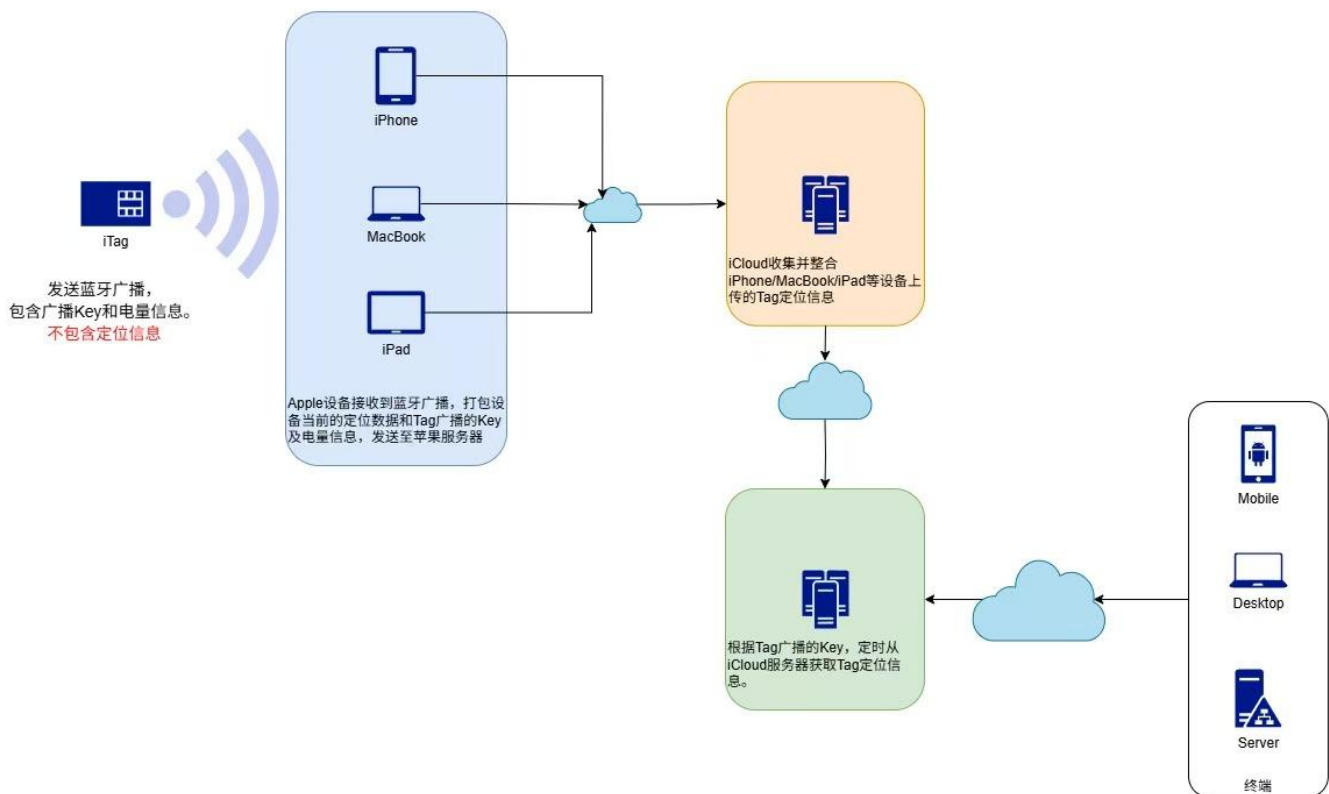 iPhone
MacBook
iPad
Apple设备接收到蓝牙广播，打包设
备当前的定位数据和Tag广播的Key
及电量信息，发送至苹果服务器
iTag
发送蓝牙广播，
包含广播Key和电量信息。
不包含定位信息
iCloud收集并整合
iPhone/MacBook/iPad等设备上
传的Tag定位信息
根据Tag广播的Key，定时从
iCloud服务器获取Tag定位信
息。
Mobile
Desktop
Server
终端